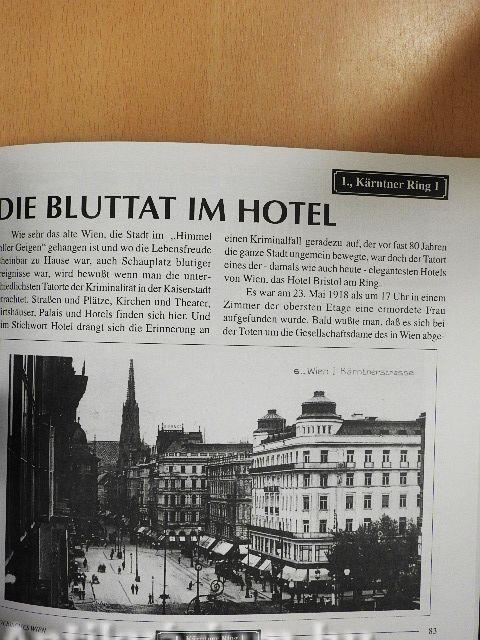 1., Kärntner Ring 1
DIE BLUTTAT IM HOTEL
Wie sehr das alte Wien, die Stadt im „Himmel
voller Geigen" gehangen ist und wo die Lebensfreude
scheinbar zu Hause war, auch Schauplatz blutiger
Ereignisse war, wird bewußt wenn man die unter-
schiedlichsten Tatorte der Kriminalität in der Kaiserstadt
betrachtet. Straßen und Plätze, Kirchen und Theater,
Wirtshäuser, Palais und Hotels finden sich hier. Und
beim Stichwort Hotel drängt sich die Erinnerung an
einen Kriminalfall geradezu auf, der vor fast 80 Jahren
die ganze Stadt ungemein bewegte, war doch der Tatort
eines der - damals wie auch heute - elegantesten Hotels
von Wien, das Hotel Bristol am Ring.
Es war am 23. Mai 1918 als um 17 Uhr in einem
Zimmer der obersten Etage eine ermordete Frau
aufgefunden wurde. Bald wußte man, daß es sich bei
der Toten um die Gesellschaftsdame des in Wien abge-
6., Wien I Kärntnerstrasse
83
1., Kärntner Ring 1